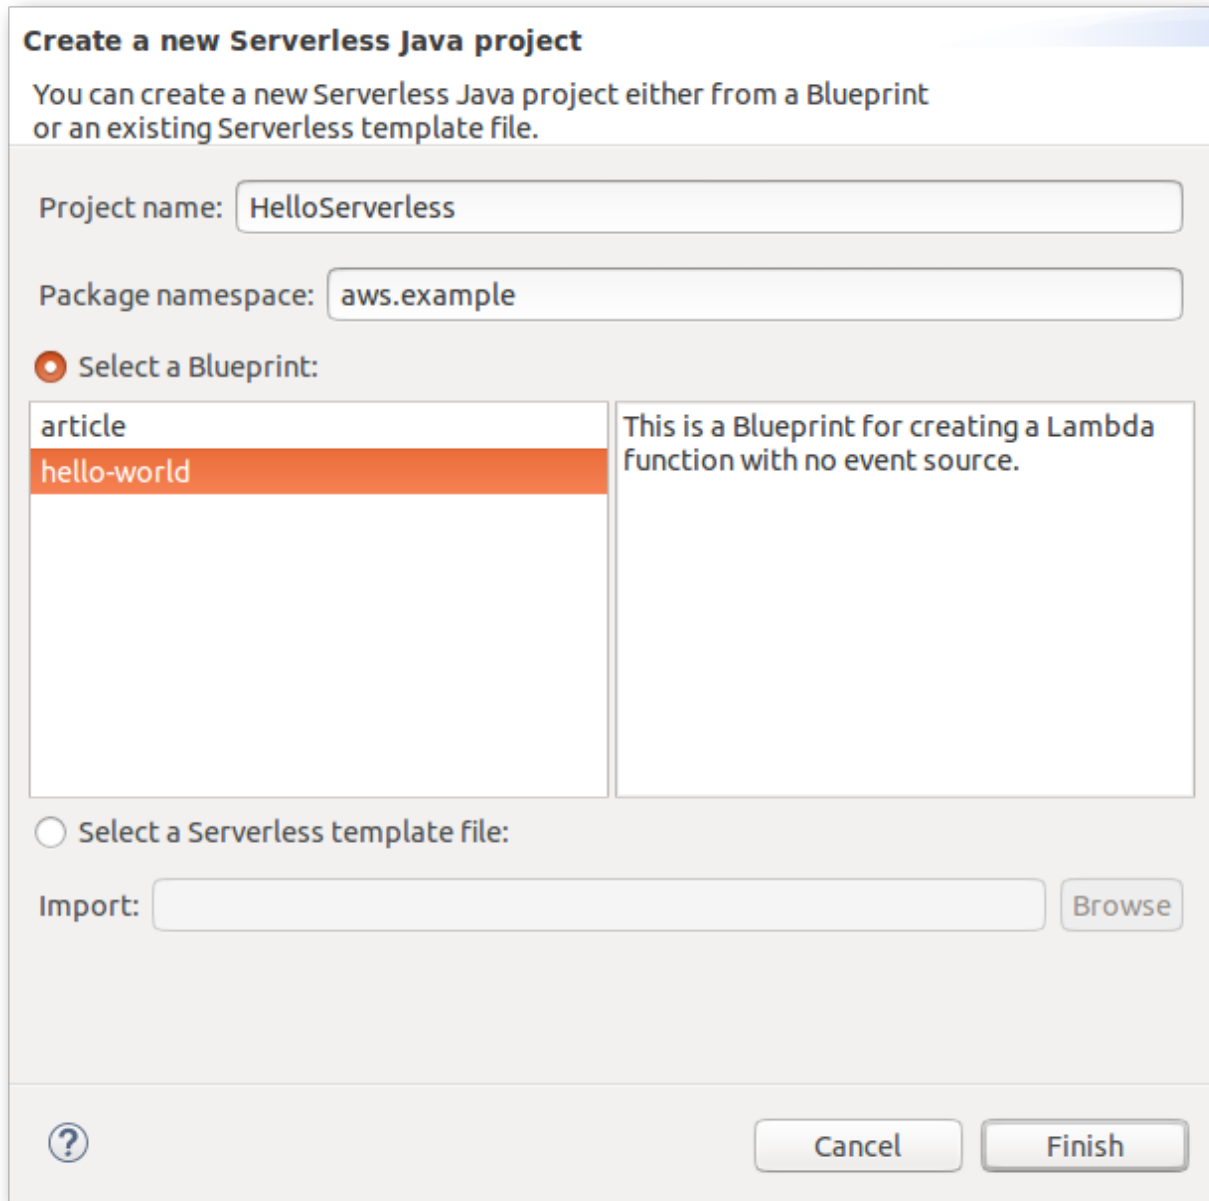 Create a new Serverless Java project
You can create a new Serverless Java project either from a Blueprint
or an existing Serverless template file.
Project name: HelloServerless
Package namespace: aws.example
Select a Blueprint:
article
hello-world
This is a Blueprint for creating a Lambda
function with no event source.
Select a Serverless template file:
Import: Browse
? Cancel Finish